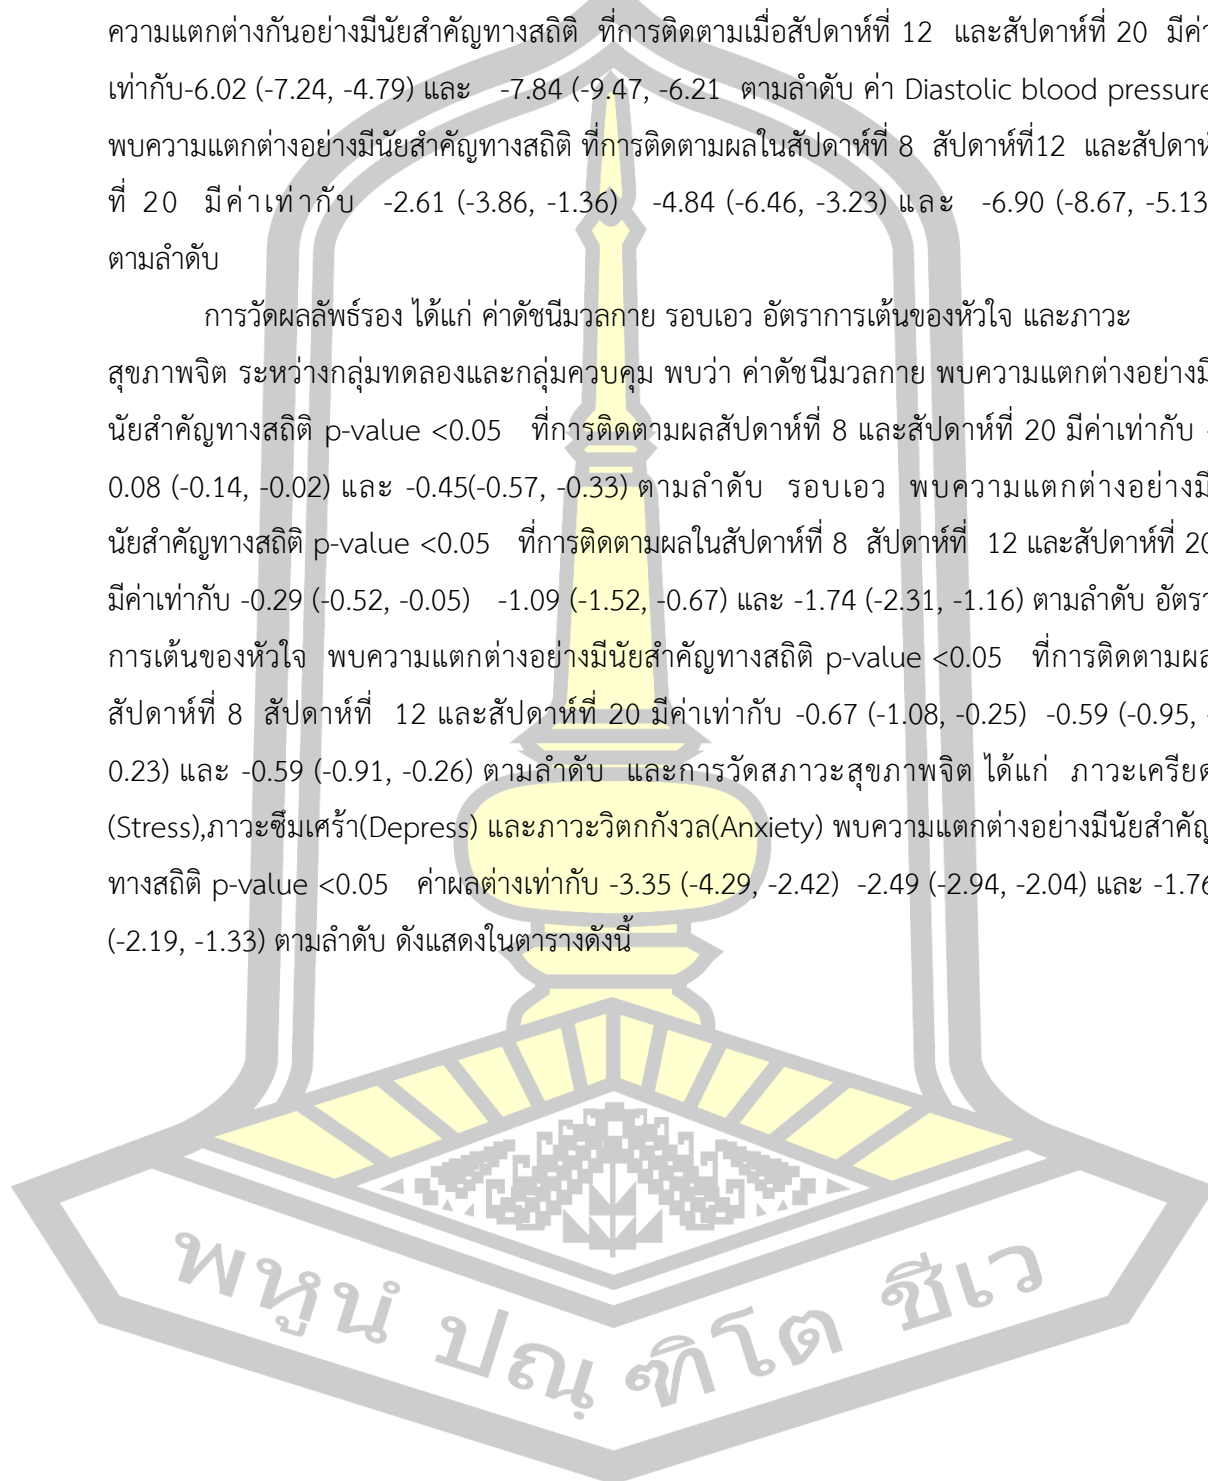 ความแตกต่างกันอย่างมีนัยสำคัญทางสถิติ ที่การติดตามเมื่อสัปดาห์ที่ 12 และสัปดาห์ที่ 20 มีค่า
เท่ากับ-6.02 (-7.24, -4.79) และ -7.84 (-9.47, -6.21 ตามลำดับ ค่า Diastolic blood pressure
พบความแตกต่างอย่างมีนัยสำคัญทางสถิติ ที่การติดตามผลในสัปดาห์ที่ 8 สัปดาห์ที่12 และสัปดาห์
ที่ 20 มีค่าเท่ากับ -2.61 (-3.86, -1.36) -4.84 (-6.46, -3.23) และ -6.90 (-8.67, -5.13
ตามลำดับ
การวัดผลลัพธ์รอง ได้แก่ ค่าดัชนีมวลกาย รอบเอว อัตราการเต้นของหัวใจ และภาวะ
สุขภาพจิต ระหว่างกลุ่มทดลองและกลุ่มควบคุม พบว่า ค่าดัชนีมวลกาย พบความแตกต่างอย่างมี
นัยสำคัญทางสถิติ p-value <0.05 ที่การติดตามผลสัปดาห์ที่ 8 และสัปดาห์ที่ 20 มีค่าเท่ากับ -
0.08 (-0.14, -0.02) และ -0.45(-0.57, -0.33) ตามลำดับ รอบเอว พบความแตกต่างอย่างมี
นัยสำคัญทางสถิติ p-value <0.05 ที่การติดตามผลในสัปดาห์ที่ 8 สัปดาห์ที่ 12 และสัปดาห์ที่ 20
มีค่าเท่ากับ -0.29 (-0.52, -0.05) -1.09 (-1.52, -0.67) และ -1.74 (-2.31, -1.16) ตามลำดับ อัตรา
การเต้นของหัวใจ พบความแตกต่างอย่างมีนัยสำคัญทางสถิติ p-value <0.05 ที่การติดตามผล
สัปดาห์ที่ 8 สัปดาห์ที่ 12 และสัปดาห์ที่ 20 มีค่าเท่ากับ -0.67 (-1.08, -0.25) -0.59 (-0.95, -
0.23) และ -0.59 (-0.91, -0.26) ตามลำดับ และการวัดสภาวะสุขภาพจิต ได้แก่ ภาวะเครียด
(Stress),ภาวะซึมเศร้า(Depress) และภาวะวิตกกังวล(Anxiety) พบความแตกต่างอย่างมีนัยสำคัญ
ทางสถิติ p-value <0.05 ค่าผลต่างเท่ากับ -3.35 (-4.29, -2.42) -2.49 (-2.94, -2.04) และ -1.76
(-2.19, -1.33) ตามลำดับ ดังแสดงในตารางดังนี้
พหูนํ ปณฺฑิโต ชีเว